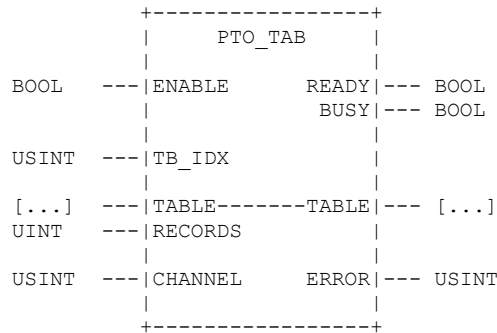 +-----------------+
| PTO_TAB |
| |
BOOL ---|ENABLE READY|--- BOOL
| BUSY|--- BOOL
| |
USINT ---|TB_IDX |
| |
[...] ---|TABLE-------TABLE|--- [...]
UINT ---|RECORDS |
| |
USINT ---|CHANNEL ERROR|--- USINT
| |
+-----------------+